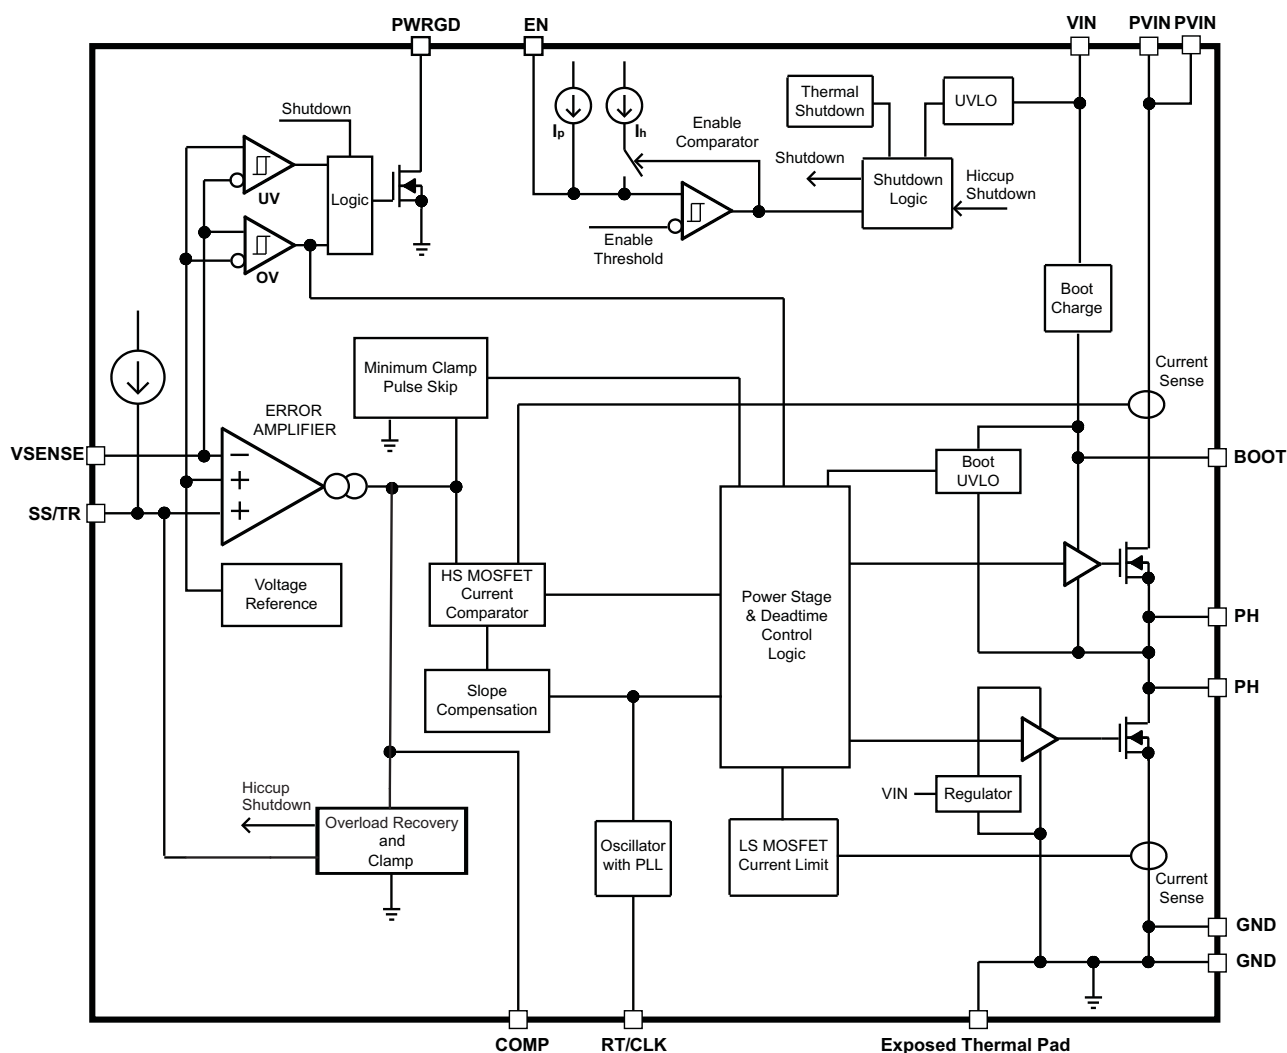 PWRGD
EN
VIN
PVIN PVIN
Shutdown
Thermal
Shutdown
UVLO
Ip
Ih
Enable
Comparator
Shutdown
Shutdown
Logic
Hiccup
Shutdown
Logic
UV
Enable
Threshold
OV
Boot
Charge
Minimum Clamp
Pulse Skip
Current
Sense
ERROR
AMPLIFIER
VSENSE
Boot
UVLO
BOOT
SS/TR
Voltage
Reference
HS MOSFET
Current
Comparator
Power Stage
& Deadtime
Control
Logic
PH
Slope
Compensation
PH
VIN
Regulator
Hiccup
Shutdown
Overload Recovery
and
Clamp
Oscillator
with PLL
LS MOSFET
Current Limit
Current
Sense
GND
GND
COMP
RT/CLK
Exposed Thermal Pad